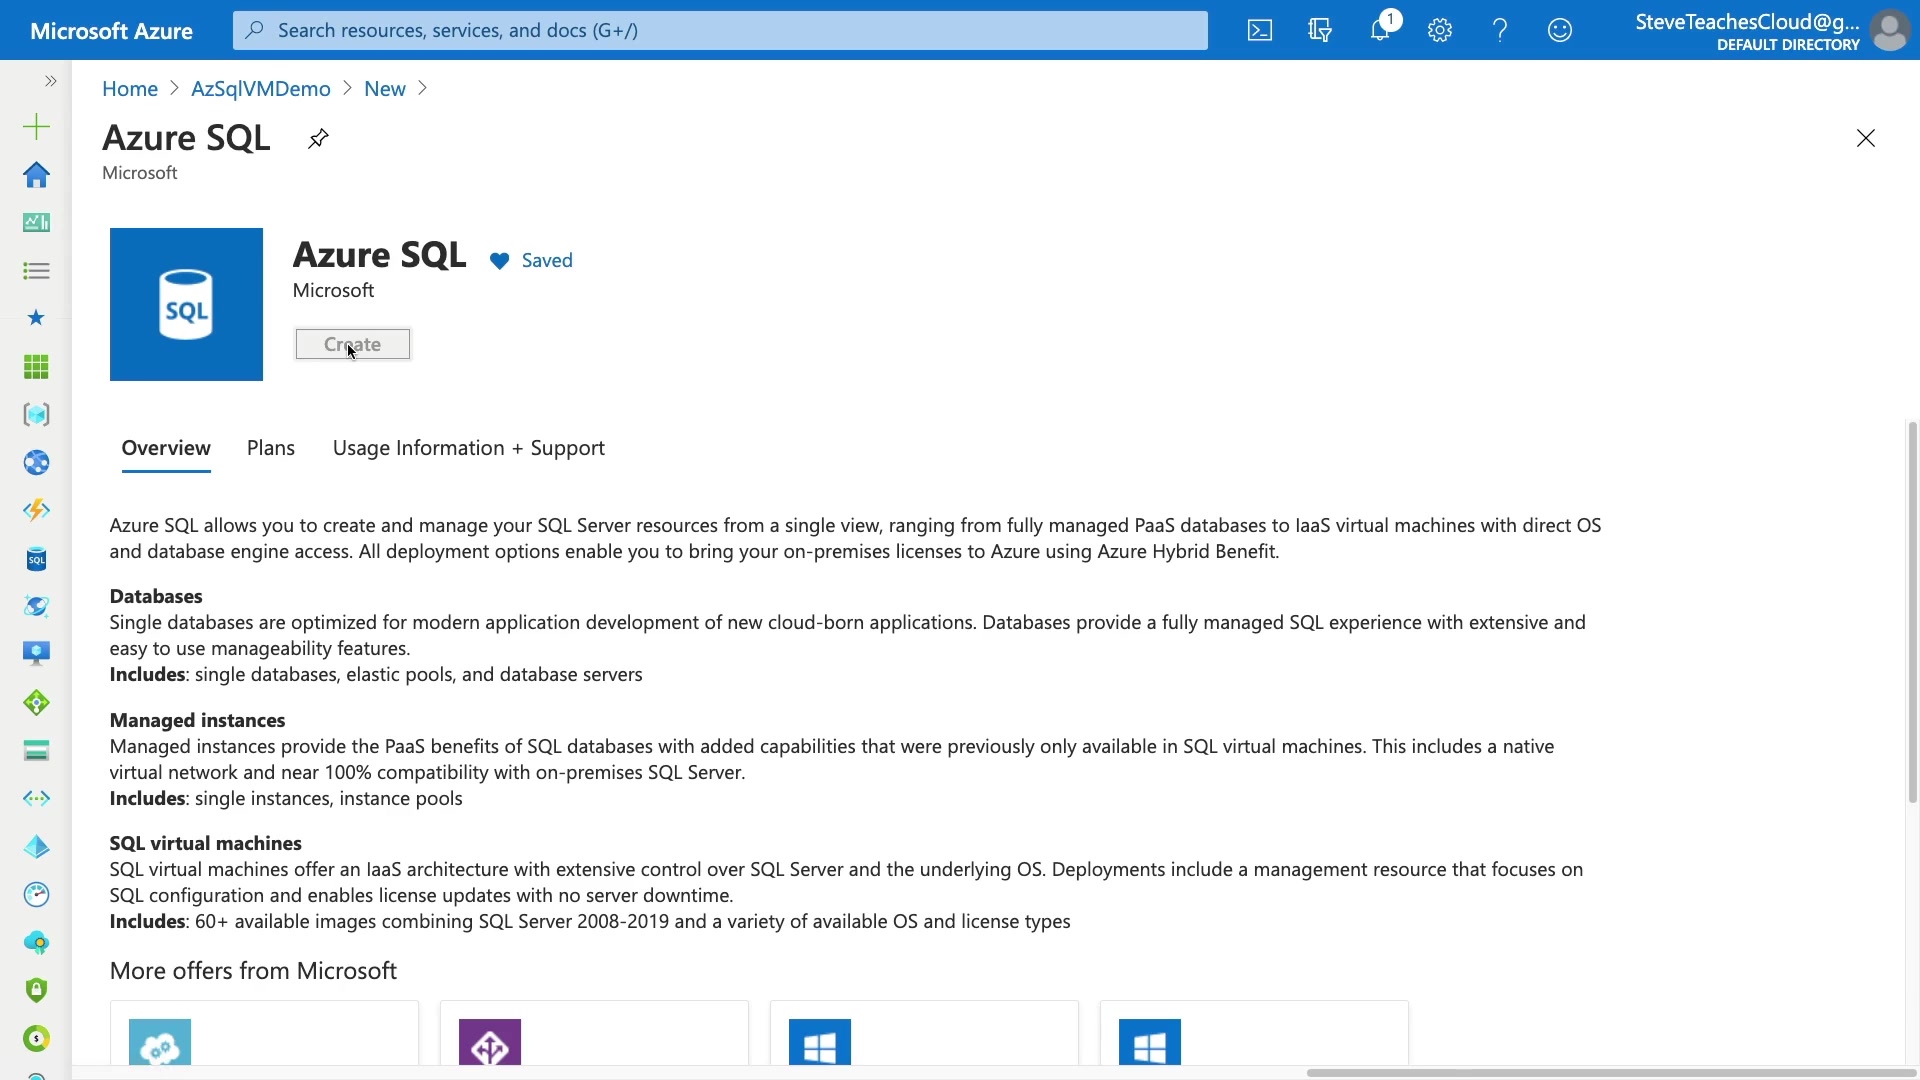 Microsoft Azure
Search resources, services, and docs (G+/)
1
SteveTeachesCloud@g...
DEFAULT DIRECTORY
Home > AzSqlVMDemo > New >
Azure SQL
Microsoft
SQL
Azure SQL
Saved
Microsoft
Create
Overview
Plans
Usage Information + Support
SQL
Azure SQL allows you to create and manage your SQL Server resources from a single view, ranging from fully managed PaaS databases to IaaS virtual machines with direct OS
and database engine access. All deployment options enable you to bring your on-premises licenses to Azure using Azure Hybrid Benefit.
Databases
Single databases are optimized for modern application development of new cloud-born applications. Databases provide a fully managed SQL experience with extensive and
easy to use manageability features.
Includes: single databases, elastic pools, and database servers
Managed instances
Managed instances provide the PaaS benefits of SQL databases with added capabilities that were previously only available in SQL virtual machines. This includes a native
virtual network and near 100% compatibility with on-premises SQL Server.
Includes: single instances, instance pools
SQL virtual machines
SQL virtual machines offer an IaaS architecture with extensive control over SQL Server and the underlying OS. Deployments include a management resource that focuses on
SQL configuration and enables license updates with no server downtime.
Includes: 60+ available images combining SQL Server 2008-2019 and a variety of available OS and license types
More offers from Microsoft